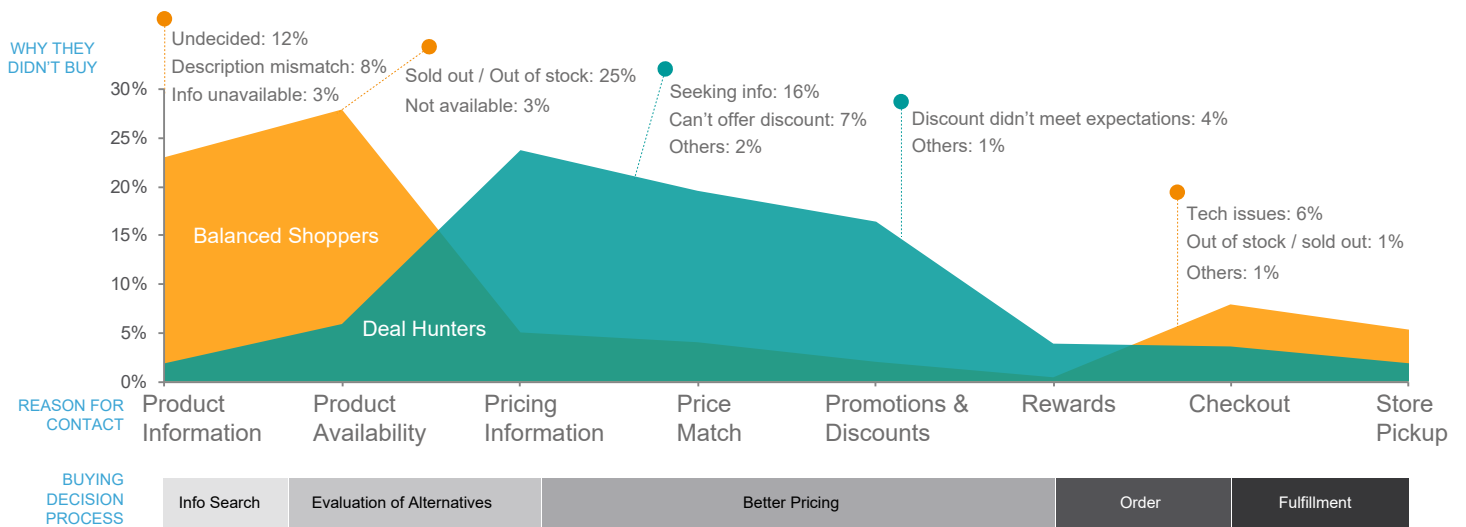 WHY THEY
DIDN'T BUY
Undecided: 12%
Description mismatch: 8%
Info unavailable: 3%
Sold out / Out of stock: 25%
Not available: 3%
Seeking info: 16%
Can't offer discount: 7%
Others: 2%
Discount didn't meet expectations: 4%
Others: 1%
Tech issues: 6%
Out of stock / sold out: 1%
Others: 1%
30%
25%
20%
15%
10%
5%
0%
Balanced Shoppers
Deal Hunters
REASON FOR
CONTACT
Product
Information
Product
Availability
Pricing
Information
Price
Match
Promotions &
Discounts
Rewards
Checkout
Store
Pickup
BUYING
DECISION
PROCESS
Info Search
Evaluation of Alternatives
Better Pricing
Order
Fulfillment